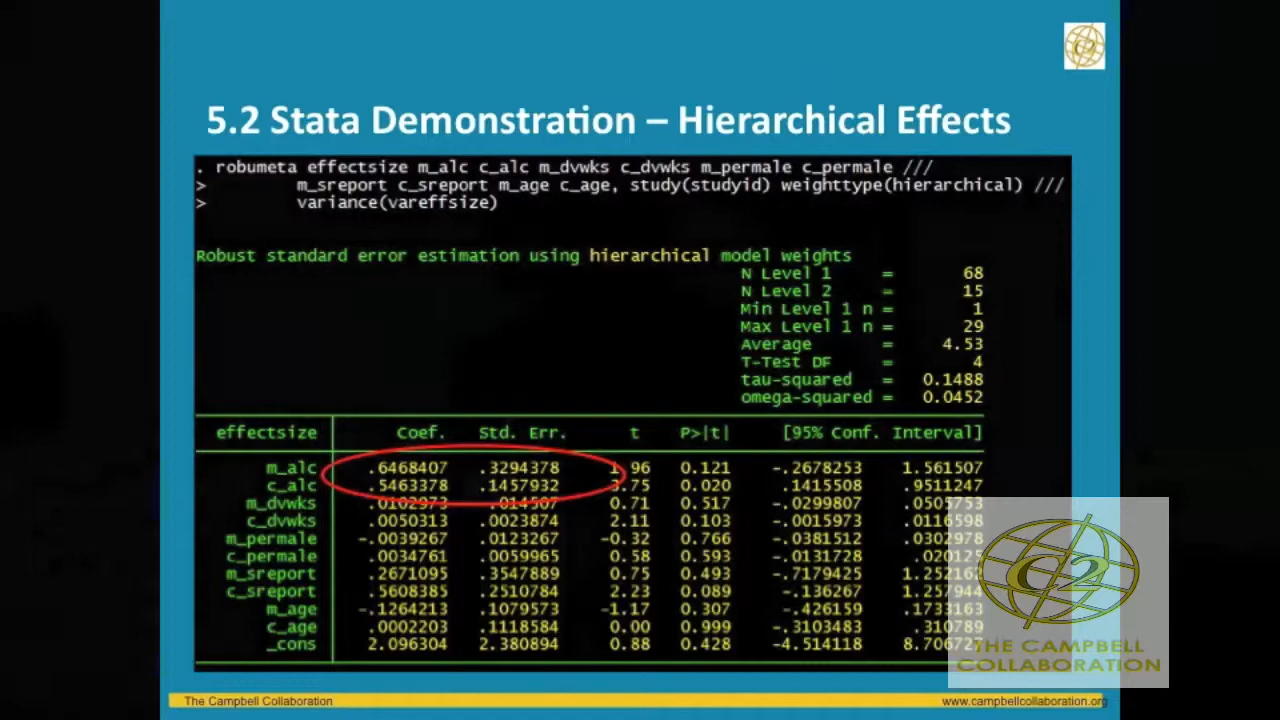 5.2 Stata Demonstration – Hierarchical Effects
. robumeta effectsize m_alc c_alc m_dvwks c_dvwks m_permale c_permale ///
> m_sreport c_sreport m_age c_age, study(studyid) weighttype(hierarchical) ///
> variance(vareffsize)
Robust standard error estimation using hierarchical model weights
N Level 1 = 68
N Level 2 = 15
Min Level 1 n = 1
Max Level 1 n = 29
Average = 4.53
T-Test DF = 4
tau-squared = 0.1488
omega-squared = 0.0452
effectsize Coef. Std. Err. t P>|t| [95% Conf. Interval]
m_alc .6468407 .3294378 1.96 0.121 -.2678253 1.561507
c_alc .5463378 .1457932 3.75 0.020 .1415508 .9511247
m_dvwks .0102973 .014507 0.71 0.517 -.0299807 .0505753
c_dvwks .0050313 .0023874 2.11 0.103 -.0015973 .0116598
m_permale -.0039267 .0123267 -0.32 0.766 -.0381512 .0302978
c_permale .0034761 .0059965 0.58 0.593 -.0131728 .020125
m_sreport .2671095 .3547889 0.75 0.493 -.7179425 1.252162
c_sreport .5608385 .2510784 2.23 0.089 -.136267 1.257944
m_age -.1264213 .1079573 -1.17 0.307 -.426159 .1733163
c_age .0002203 .1118584 0.00 0.999 -.3103483 .310789
_cons 2.096304 2.380894 0.88 0.428 -4.514118 8.706727
C2
THE CAMPBELL
COLLABORATION
The Campbell Collaboration www.campbellcollaboration.org